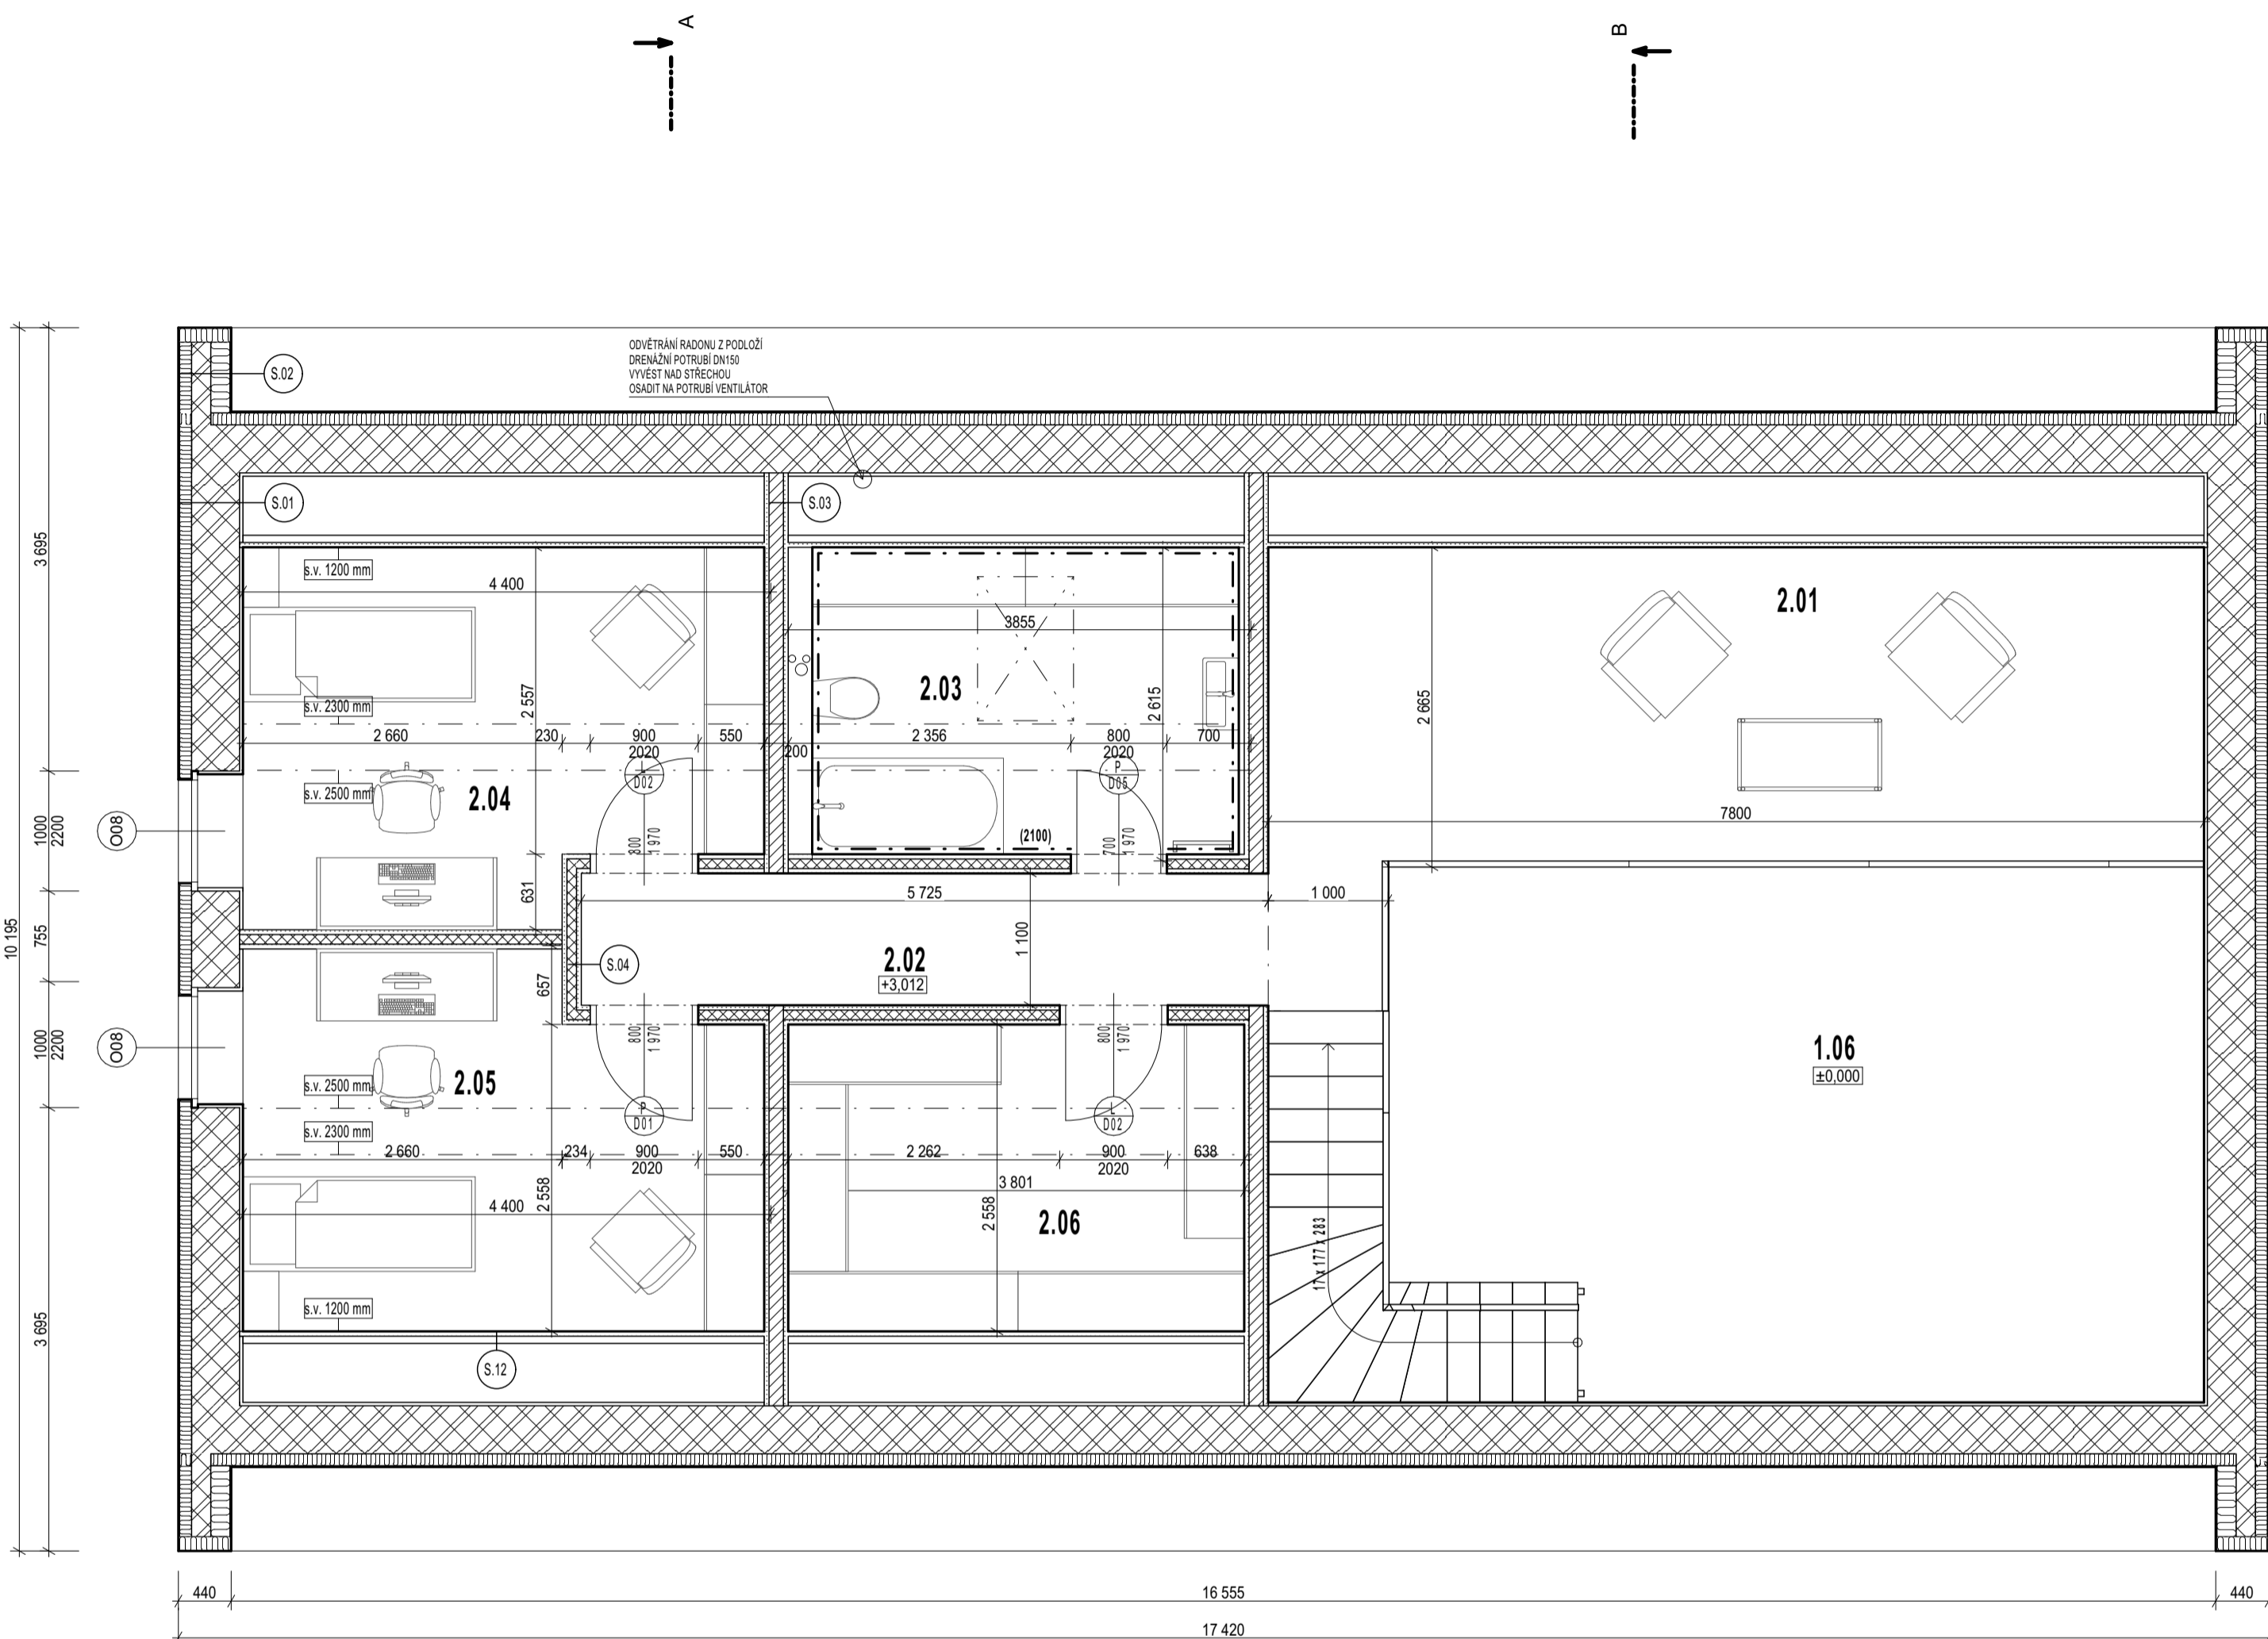 A
B
ODVĚTRÁNÍ RADONU Z PODLOŽÍ
DRENÁŽNÍ POTRUBÍ DN150
VYVÉST NAD STŘECHOU
OSADIT NA POTRUBÍ VENTILÁTOR
S.02
S.01
S.03
3 695
10 195
1000
2200
755
1000
2200
3 695
O08
O08
s.v. 1200 mm
4 400
2 557
s.v. 2300 mm
2 660
230
900
2020
550
L
D02
s.v. 2500 mm
2.04
800
1 970
631
3855
2.03
2 615
200
2 356
800
2020
700
P
D05
(2100)
700
1 970
2.01
2 665
7800
5 725
1 000
1 100
2.02
+3,012
S.04
657
1.06
±0,000
800
1 970
800
1 970
s.v. 2500 mm
2.05
P
D01
L
D02
s.v. 2300 mm
2 660
234
900
2020
550
2 262
900
2020
638
3 801
4 400
2 558
2 558
2.06
17 x 177 x 283
s.v. 1200 mm
S.12
440
16 555
440
17 420